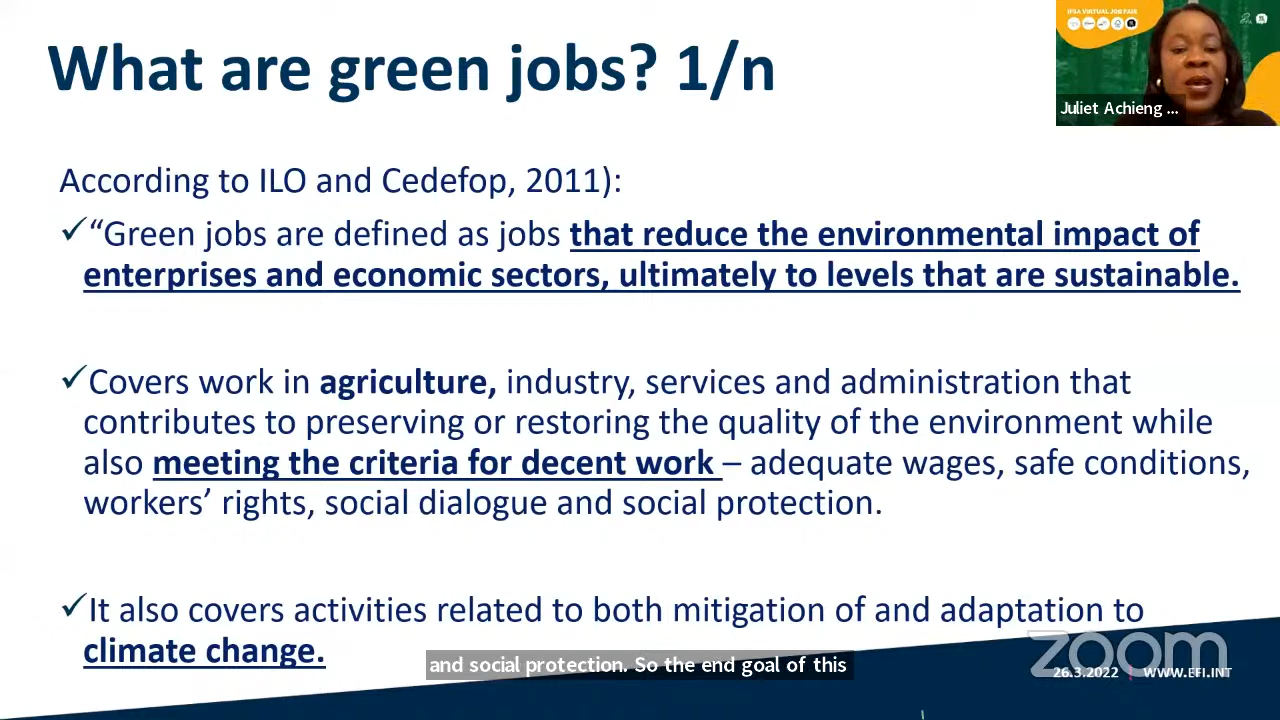 What are green jobs? 1/n
IFSA VIRTUAL JOB FAIR
Juliet Achieng ...
According to ILO and Cedefop, 2011):
✓“Green jobs are defined as jobs that reduce the environmental impact of
enterprises and economic sectors, ultimately to levels that are sustainable.
✓Covers work in agriculture, industry, services and administration that
contributes to preserving or restoring the quality of the environment while
also meeting the criteria for decent work – adequate wages, safe conditions,
workers’ rights, social dialogue and social protection.
✓It also covers activities related to both mitigation of and adaptation to
climate change.
and social protection. So the end goal of this
zoom
26.3.2022 | WWW.EFI.INT